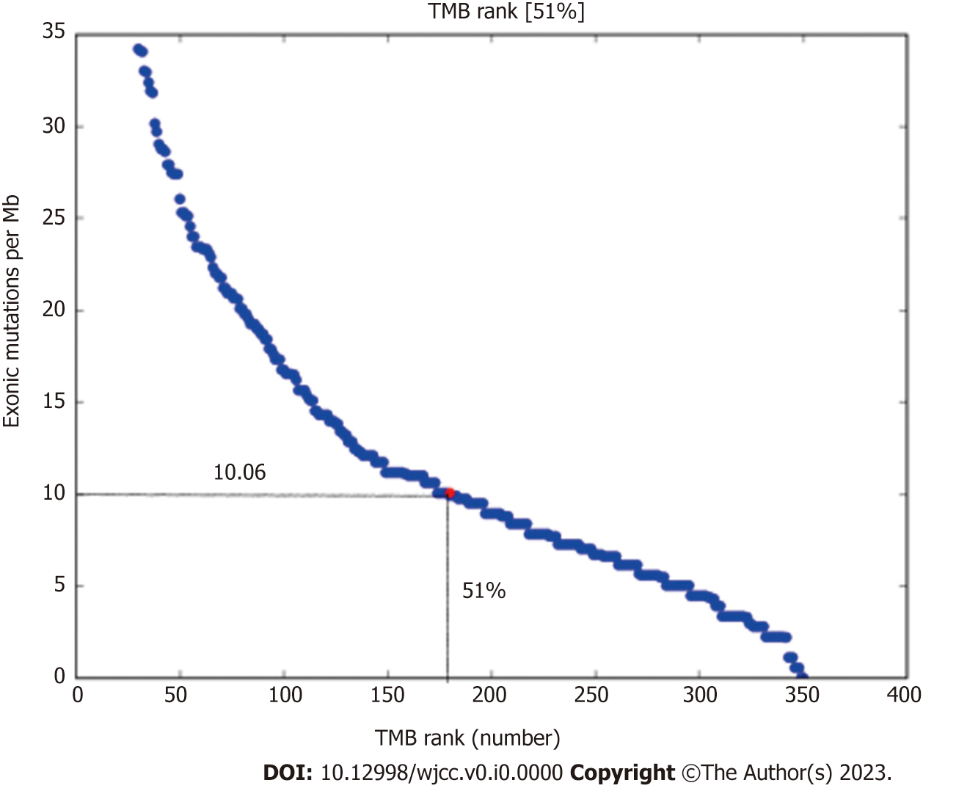 TMB rank [51%]
35
30
25
20
15
10
5
0
Exonic mutations per Mb
10.06
51%
0 50 100 150 200 250 300 350 400
TMB rank (number)
DOI: 10.12998/wjcc.v0.i0.0000 Copyright ©The Author(s) 2023.